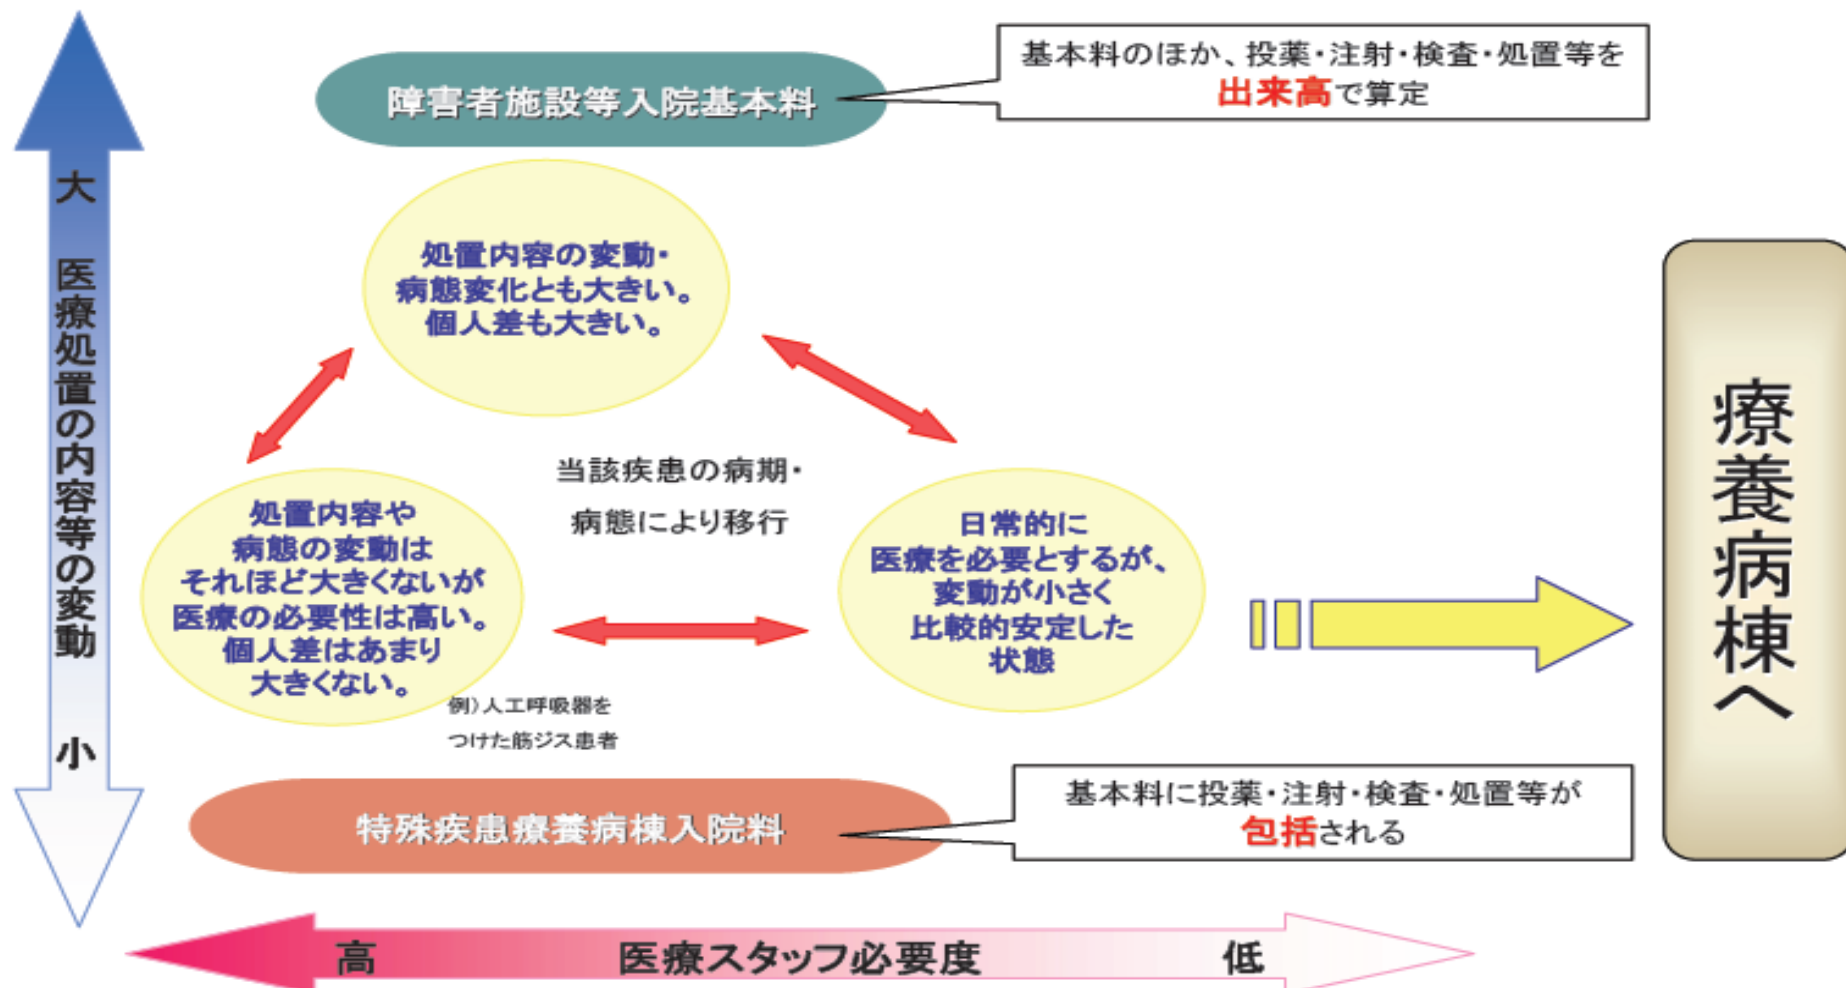 基本料のほか、投薬・注射・検査・処置等を
出来高で算定
障害者施設等入院基本料
大 医療処置の内容等の変動 小
処置内容の変動・
病態変化とも大きい。
個人差も大きい。
当該疾患の病期・
病態により移行
処置内容や
病態の変動は
それほど大きくないが
医療の必要性は高い。
個人差はあまり
大きくない。
日常的に
医療を必要とするが、
変動が小さく
比較的安定した
状態
例）人工呼吸器を
つけた筋ジス患者
療養病棟へ
基本料に投薬・注射・検査・処置等が
包括される
特殊疾患療養病棟入院料
高 医療スタッフ必要度 低